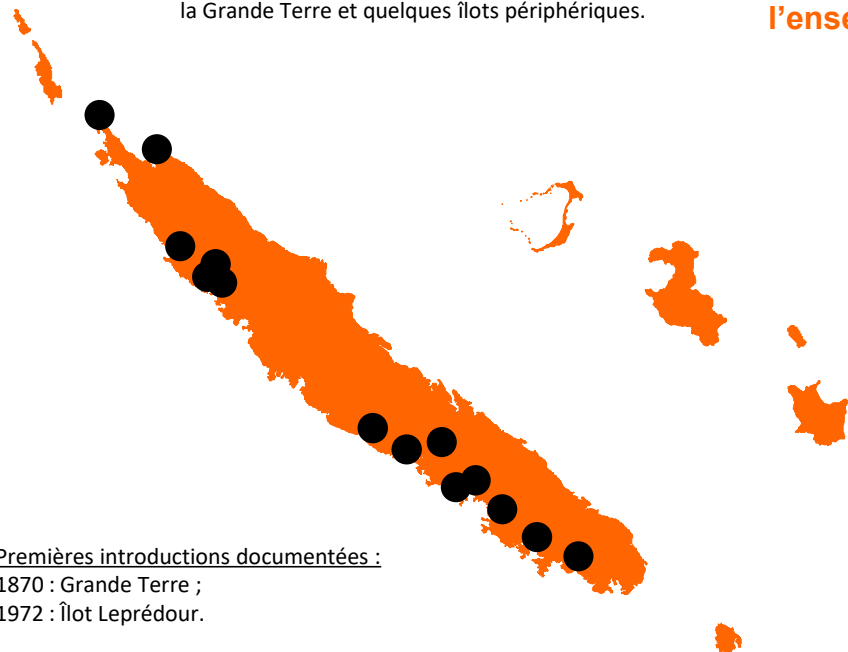 la Grande Terre et quelques îlots périphériques.
l'ense
Premières introductions documentées :
1870 : Grande Terre ;
1972 : Îlot Leprédour.